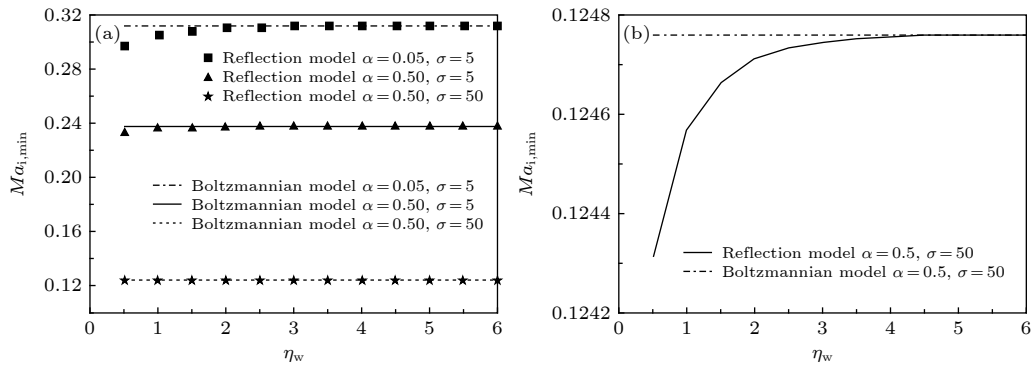 (a)
0.32
0.28
0.24
0.20
0.16
0.12
Ma_i,min
Reflection model α=0.05, σ=5
Reflection model α=0.50, σ=5
Reflection model α=0.50, σ=50
Boltzmannian model α=0.05, σ=5
Boltzmannian model α=0.50, σ=5
Boltzmannian model α=0.50, σ=50
0 1 2 3 4 5 6
η_w
(b)
0.1248
0.1246
0.1244
0.1242
Ma_i,min
Reflection model α=0.5, σ=50
Boltzmannian model α=0.5, σ=50
0 1 2 3 4 5 6
η_w